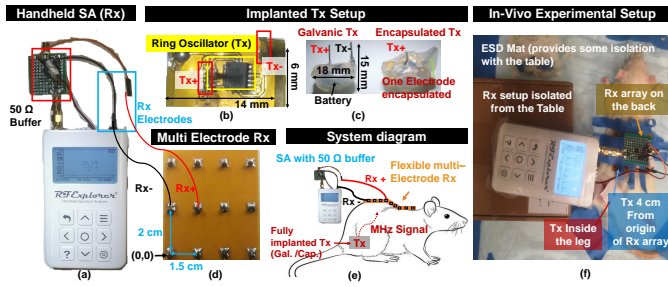 Handheld SA (Rx)
50 Ω
Buffer
Rx
Electrodes
Rx-
Rx+
RF Explorer
(a)
Implanted Tx Setup
Ring Oscillator (Tx)
Tx+
Tx-
6 mm
14 mm
(b)
Galvanic Tx
Tx+
Tx-
18 mm
15 mm
Battery
(c)
Encapsulated Tx
Tx+
One Electrode
encapsulated
Multi Electrode Rx
2 cm
(0,0)
1.5 cm
(d)
System diagram
SA with 50 Ω buffer
Rx +
Rx -
Flexible multi–
Electrode Rx
Fully
implanted Tx
(Gal. /Cap.)
Tx
MHz Signal
(e)
In-Vivo Experimental Setup
ESD Mat (provides some isolation
with the table)
Rx setup isolated
from the Table
Rx array on
the back
RF Explorer
Tx Inside
the leg
Tx 4 cm
From
origin
of Rx array
(f)